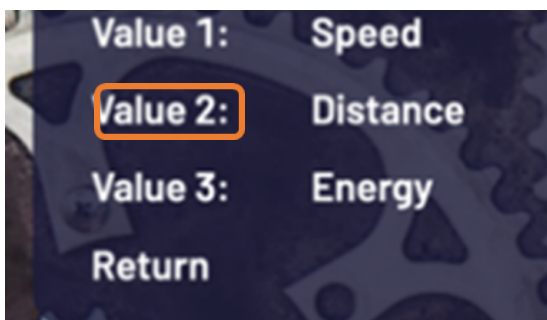 Value 1: Speed
Value 2: Distance
Value 3: Energy
Return